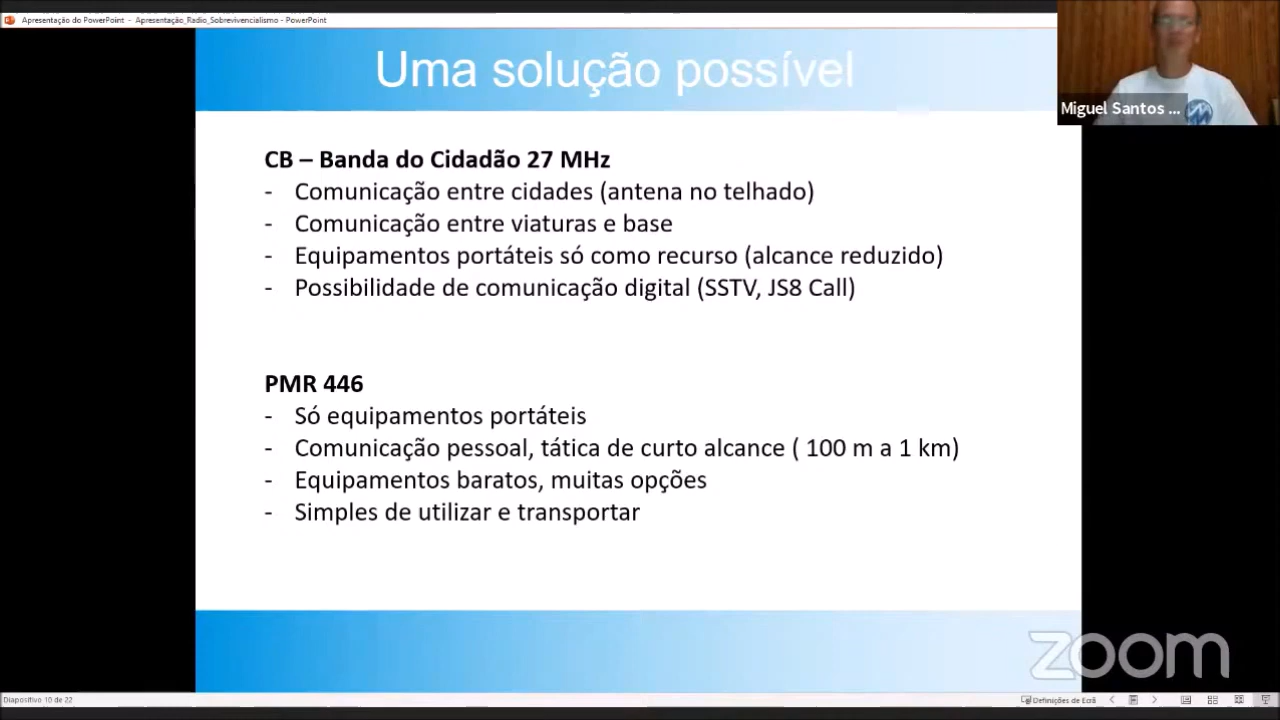 Apresentação do PowerPoint - Apresentação_Radio_Sobrevivencialismo - PowerPoint
Uma solução possível
Miguel Santos ...
CB – Banda do Cidadão 27 MHz
- Comunicação entre cidades (antena no telhado)
- Comunicação entre viaturas e base
- Equipamentos portáteis só como recurso (alcance reduzido)
- Possibilidade de comunicação digital (SSTV, JS8 Call)
PMR 446
- Só equipamentos portáteis
- Comunicação pessoal, tática de curto alcance ( 100 m a 1 km)
- Equipamentos baratos, muitas opções
- Simples de utilizar e transportar
zoom
Diapositivo 10 de 22
Definições de Ecrã